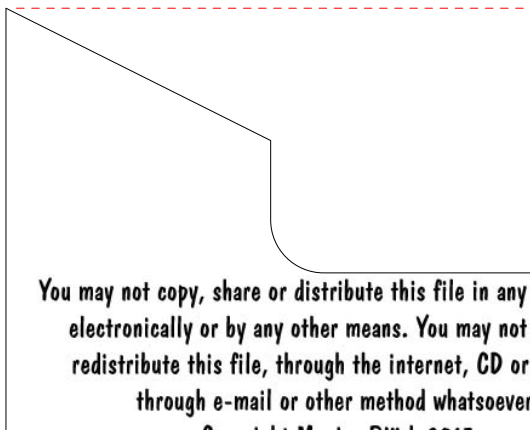 You may not copy, share or distribute this file in any
electronically or by any other means. You may not
redistribute this file, through the internet, CD or
through e-mail or other method whatsoever